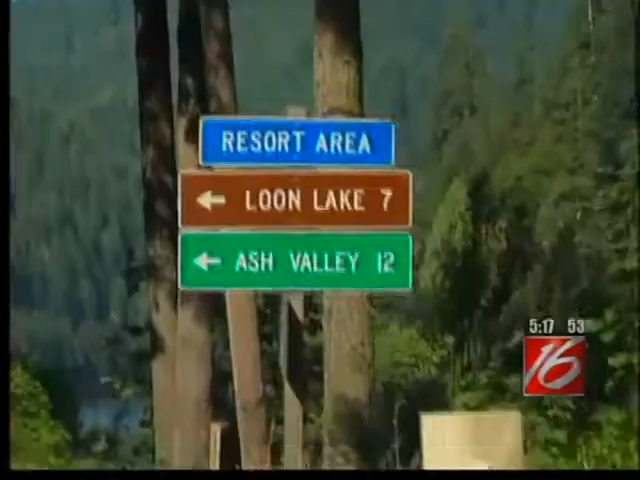 RESORT AREA
← LOON LAKE 7
← ASH VALLEY 12
5:17 53
16